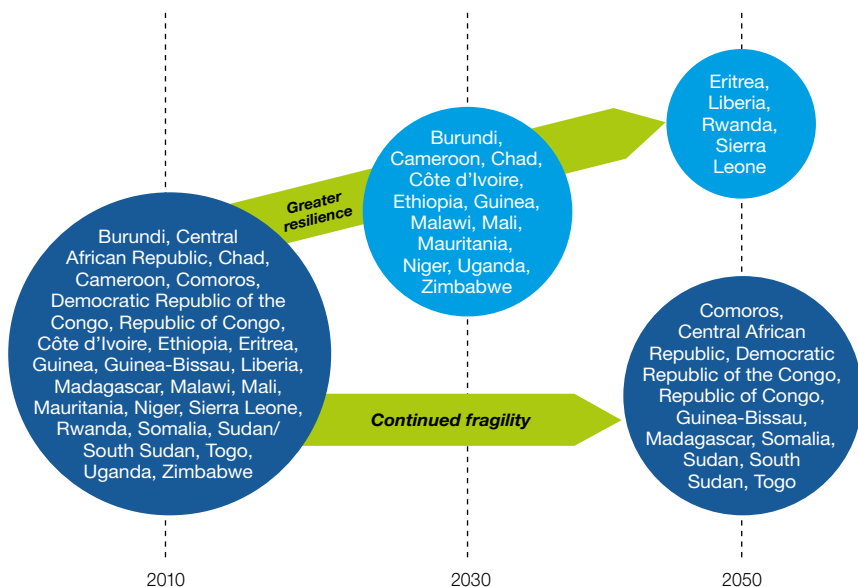 Burundi, Central
African Republic, Chad,
Cameroon, Comoros,
Democratic Republic of the
Congo, Republic of Congo,
Côte d’Ivoire, Ethiopia, Eritrea,
Guinea, Guinea-Bissau, Liberia,
Madagascar, Malawi, Mali,
Mauritania, Niger, Sierra Leone,
Rwanda, Somalia, Sudan/
South Sudan, Togo,
Uganda, Zimbabwe
Greater
resilience
Burundi,
Cameroon, Chad,
Côte d’Ivoire,
Ethiopia, Guinea,
Malawi, Mali,
Mauritania,
Niger, Uganda,
Zimbabwe
Eritrea,
Liberia,
Rwanda,
Sierra
Leone
Continued fragility
Comoros,
Central African
Republic, Democratic
Republic of the Congo,
Republic of Congo,
Guinea-Bissau,
Madagascar, Somalia,
Sudan, South
Sudan, Togo
2010
2030
2050